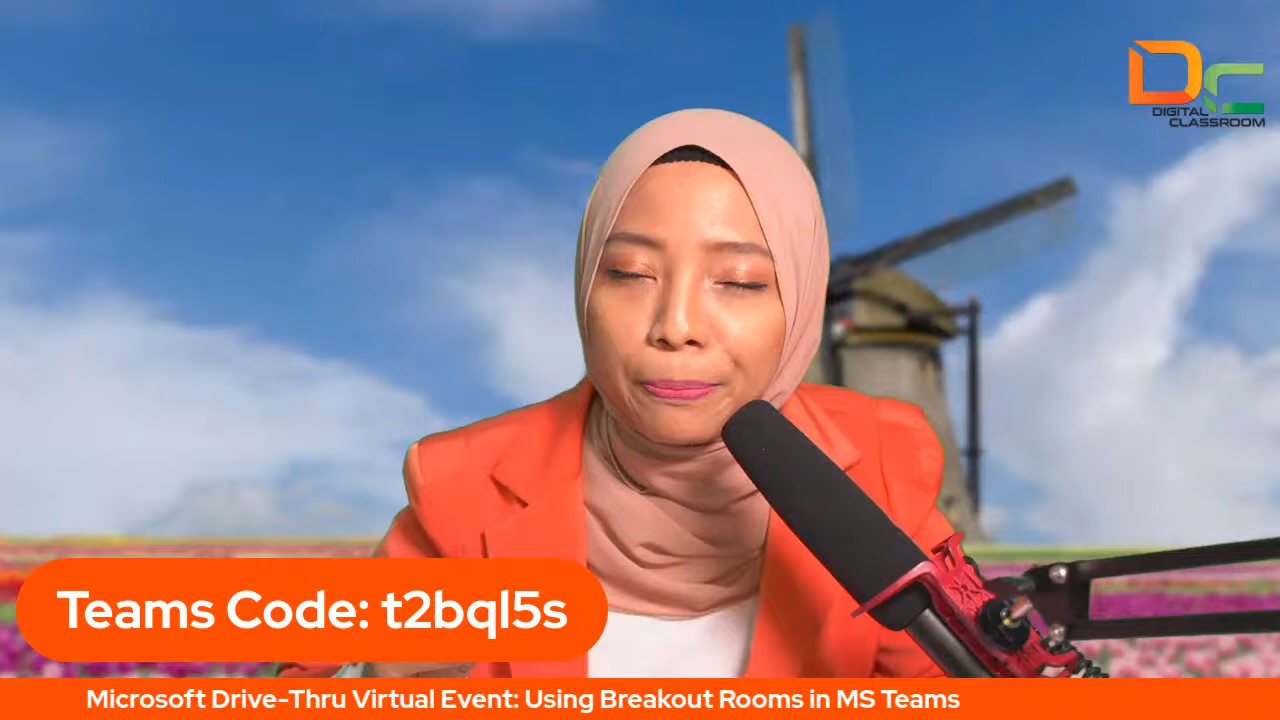 DIGITAL
CLASSROOM
Teams Code: t2bql5s
Microsoft Drive-Thru Virtual Event: Using Breakout Rooms in MS Teams